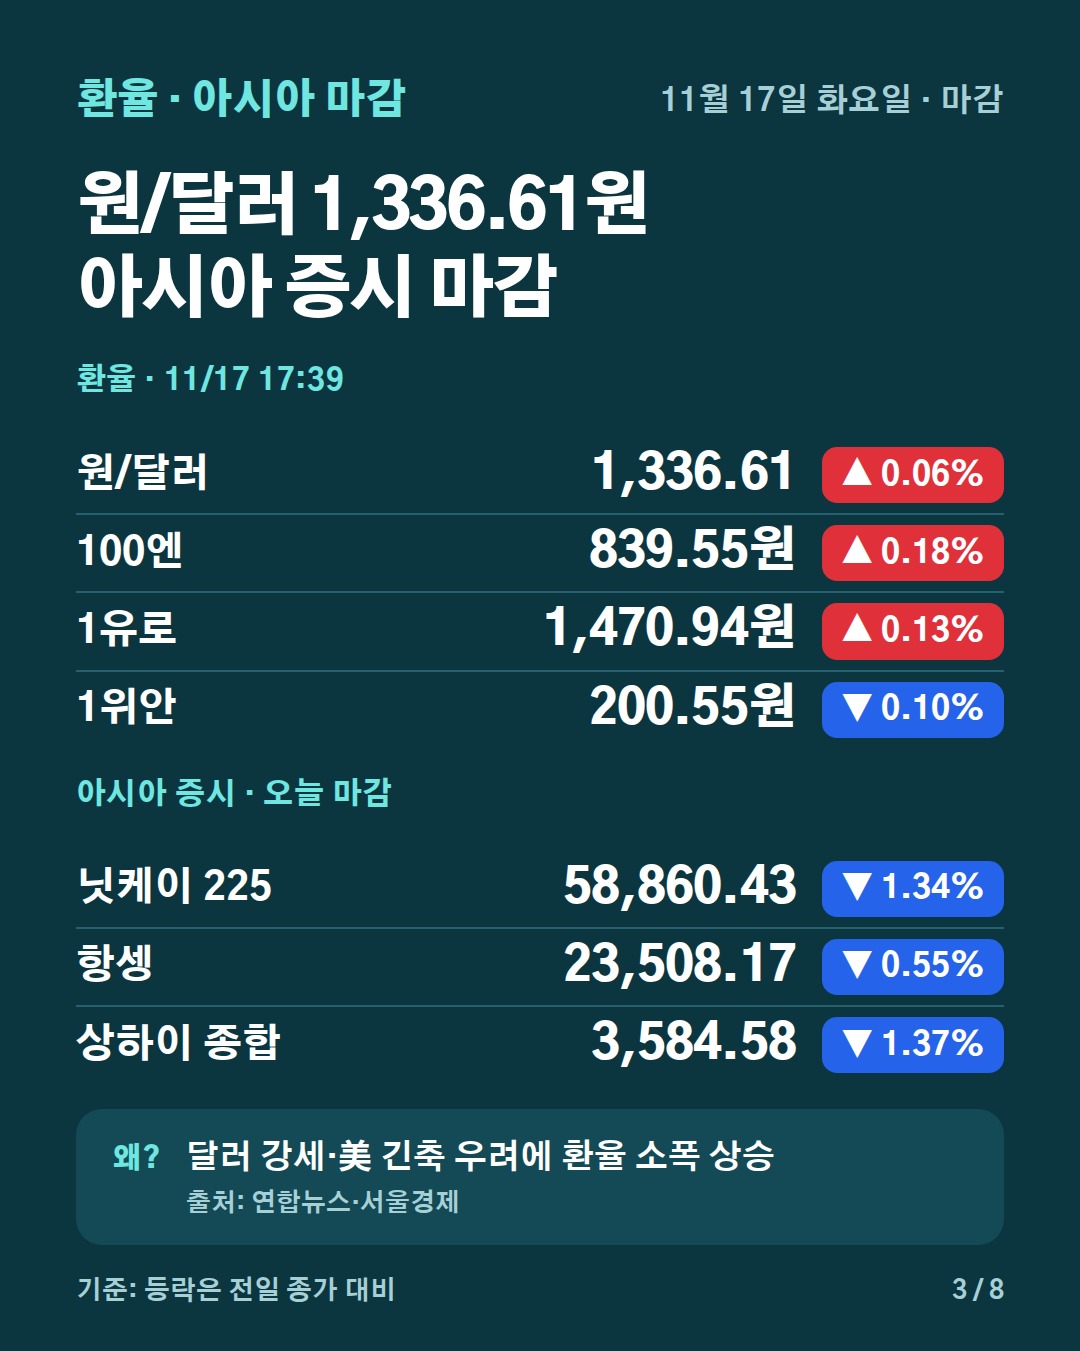 환율 · 아시아 마감
11월 17일 화요일 · 마감
원/달러 1,336.61원
아시아 증시 마감
환율 · 11/17 17:39
원/달러 1,336.61 ▲ 0.06%
100엔 839.55원 ▲ 0.18%
1유로 1,470.94원 ▲ 0.13%
1위안 200.55원 ▼ 0.10%
아시아 증시 · 오늘 마감
닛케이 225 58,860.43 ▼ 1.34%
항셍 23,508.17 ▼ 0.55%
상하이 종합 3,584.58 ▼ 1.37%
왜? 달러 강세·美 긴축 우려에 환율 소폭 상승
출처: 연합뉴스·서울경제
기준: 등락은 전일 종가 대비
3 / 8